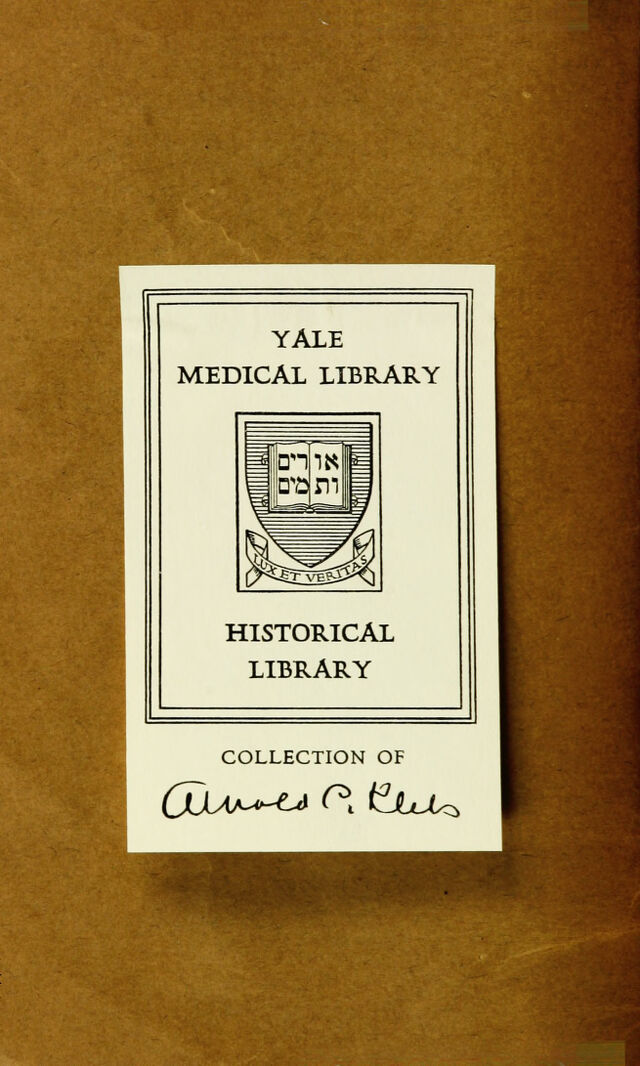 YALE
MEDICAL LIBRARY
אורים
ותמים
LUX ET VERITAS
HISTORICAL
LIBRARY
COLLECTION OF
Arnold C. Klebs